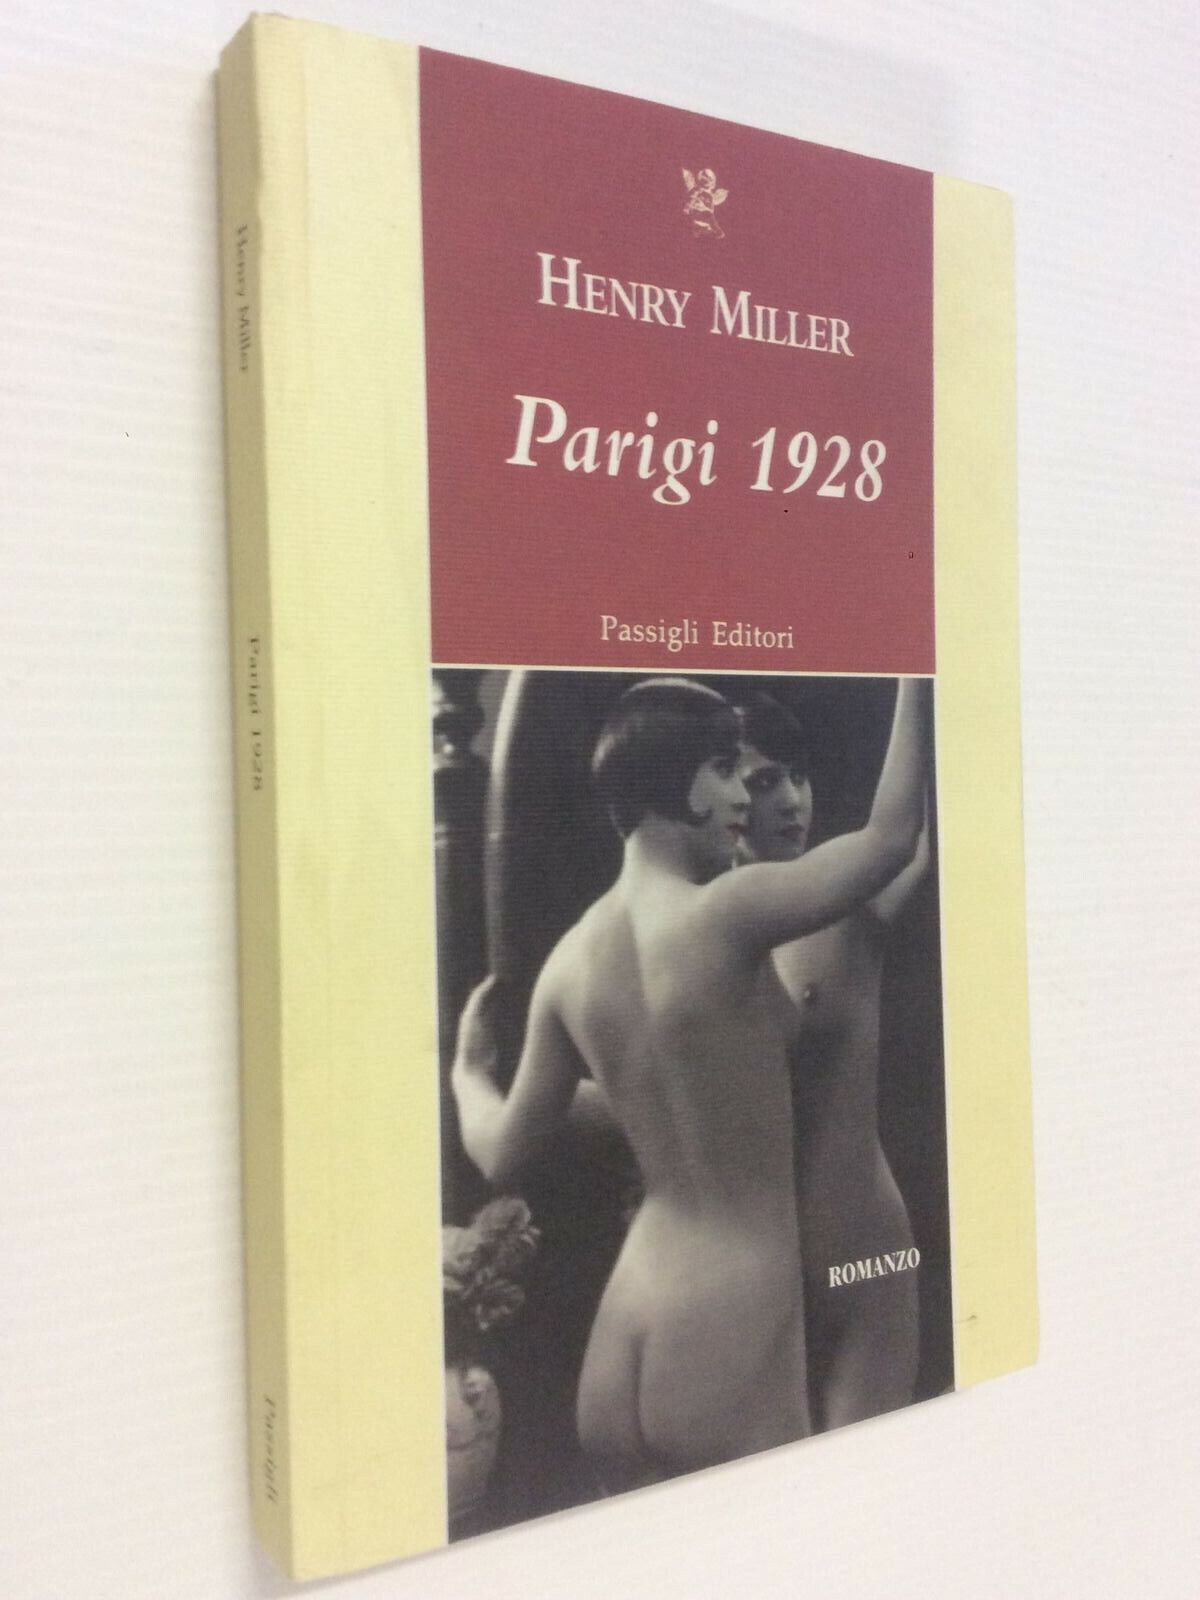 Henry Miller
Parigi 1928
Passigli
HENRY MILLER
Parigi 1928
Passigli Editori
ROMANZO